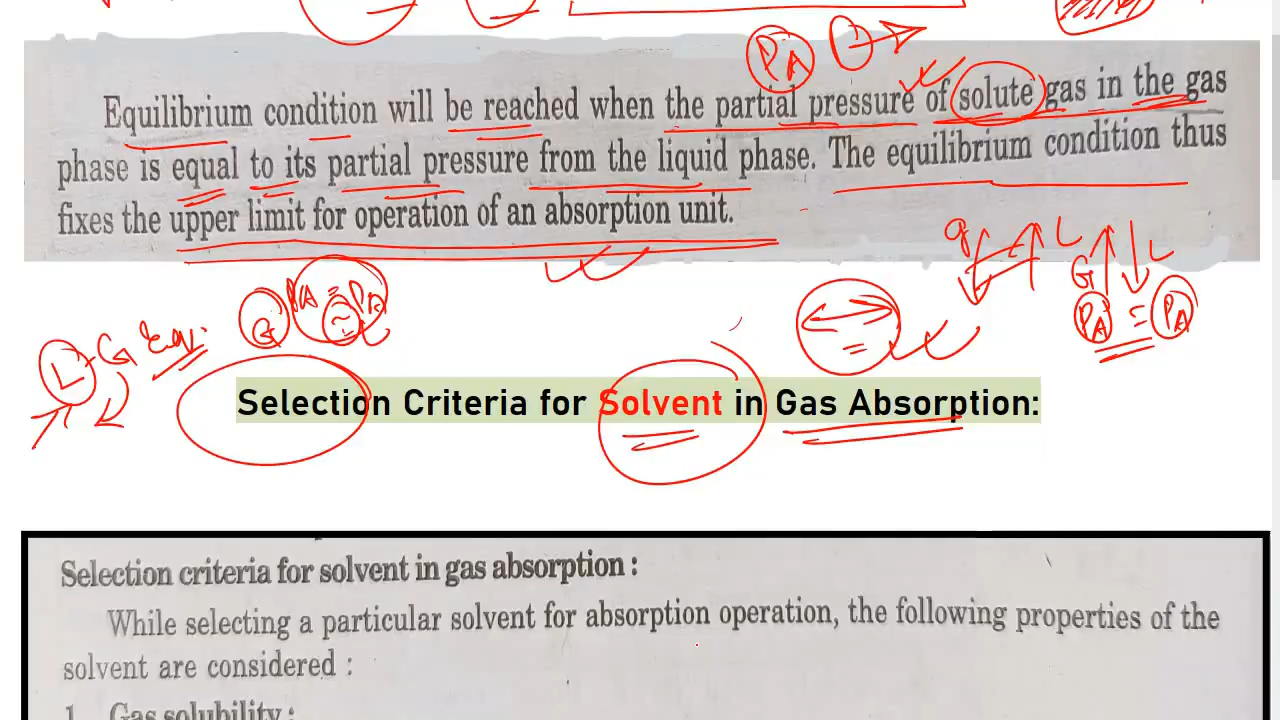 PA
Equilibrium condition will be reached when the partial pressure of solute gas in the gas
phase is equal to its partial pressure from the liquid phase. The equilibrium condition thus
fixes the upper limit for operation of an absorption unit.
G L
PA = PA
L - G
G
Selection Criteria for Solvent in Gas Absorption:
Selection criteria for solvent in gas absorption :
While selecting a particular solvent for absorption operation, the following properties of the
solvent are considered :
1. Gas solubility :